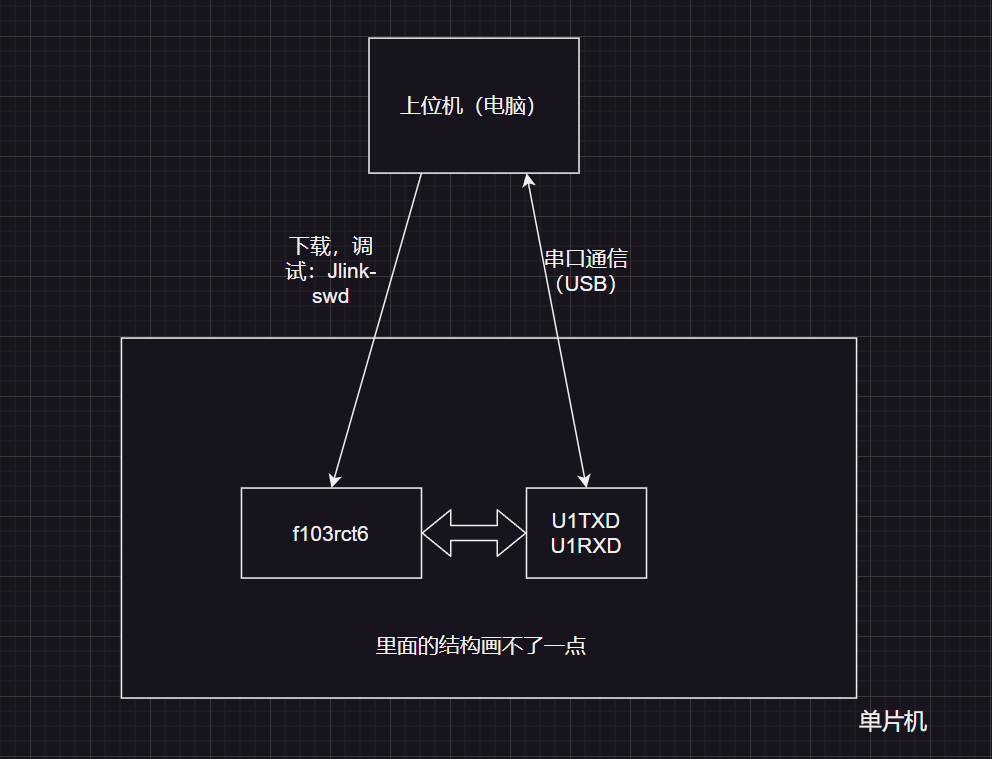 上位机（电脑）
下载，调
试：Jlink-
swd
串口通信
（USB）
f103rct6
U1TXD
U1RXD
里面的结构画不了一点
单片机